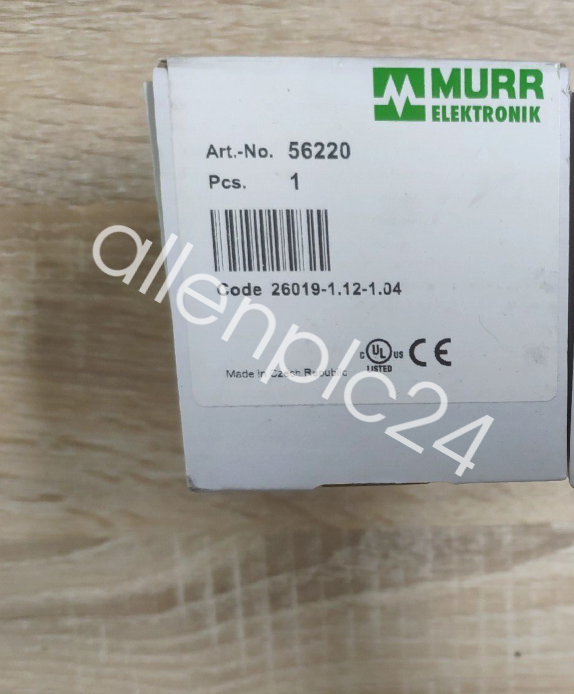 MURR
ELEKTRONIK
Art.-No. 56220
Pcs. 1
Code 26019-1.12-1.04
C UL US CE
LISTED
Made in Czech Republic
allenplc24